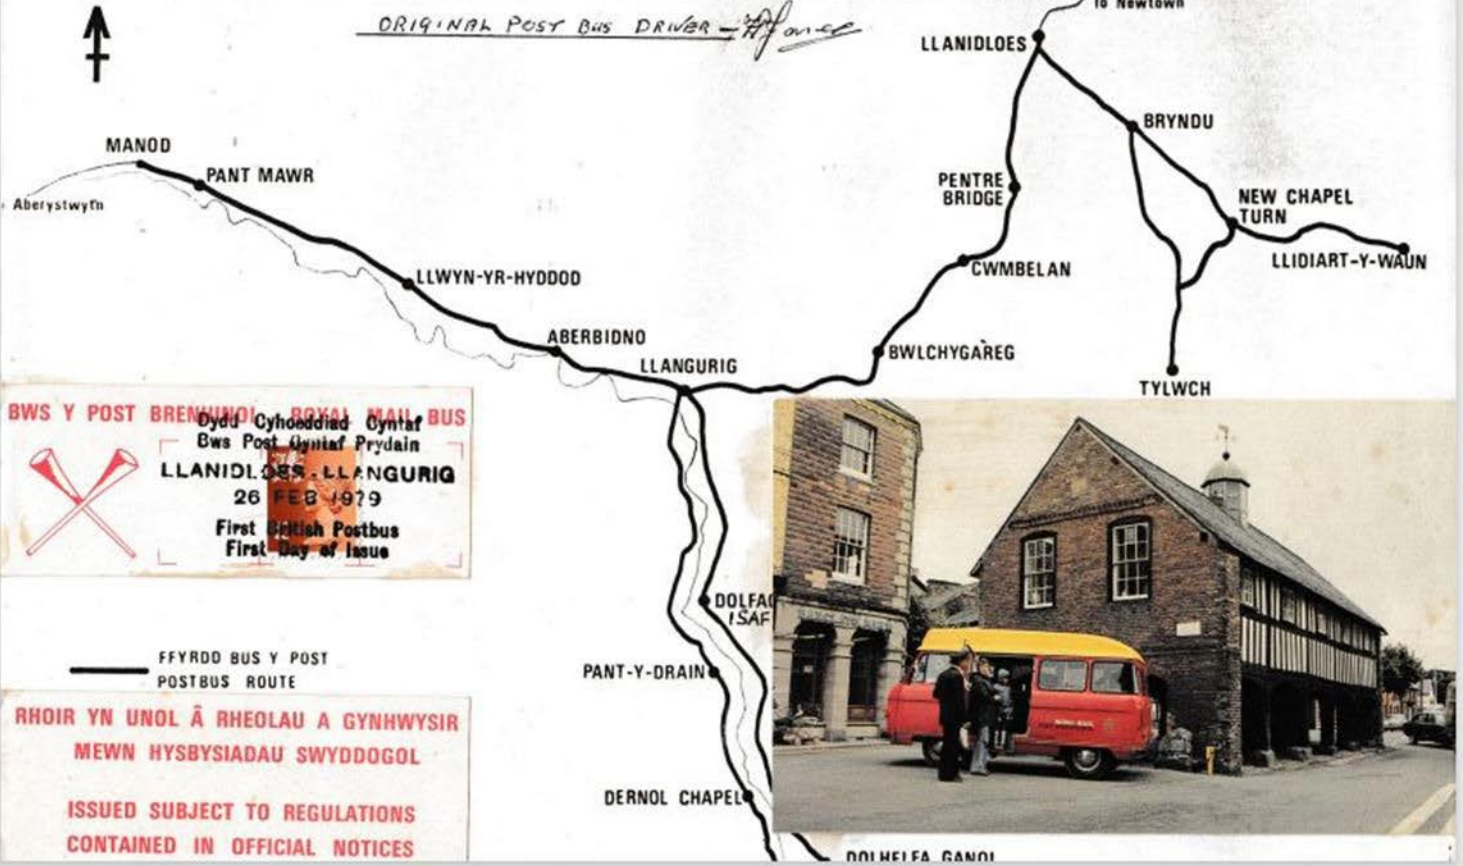 To Newtown
ORIGINAL POST BUS DRIVER -
LLANIDLOES
BRYNDU
MANOD
PANT MAWR
Aberystwyth
PENTRE
BRIDGE
NEW CHAPEL
TURN
LLIDIART-Y-WAUN
CWMBELAN
LLWYN-YR-HYDDOD
ABERBIDNO
BWLCHYGAREG
LLANGURIG
TYLWCH
BWS Y POST BRENHINOL ROYAL MAIL BUS
Dydd Cyhoeddiad Cyntaf
Bws Post Cyntaf Prydain
LLANIDLOES - LLANGURIG
26 FEB 1979
First British Postbus
First Day of Issue
DOLFAC
ISAF
FFYRDD BUS Y POST
POSTBUS ROUTE
PANT-Y-DRAIN
RHOIR YN UNOL Â RHEOLAU A GYNHWYSIR
MEWN HYSBYSIADAU SWYDDOGOL
ISSUED SUBJECT TO REGULATIONS
CONTAINED IN OFFICIAL NOTICES
DERNOL CHAPEL
DOLHELFA GANOL